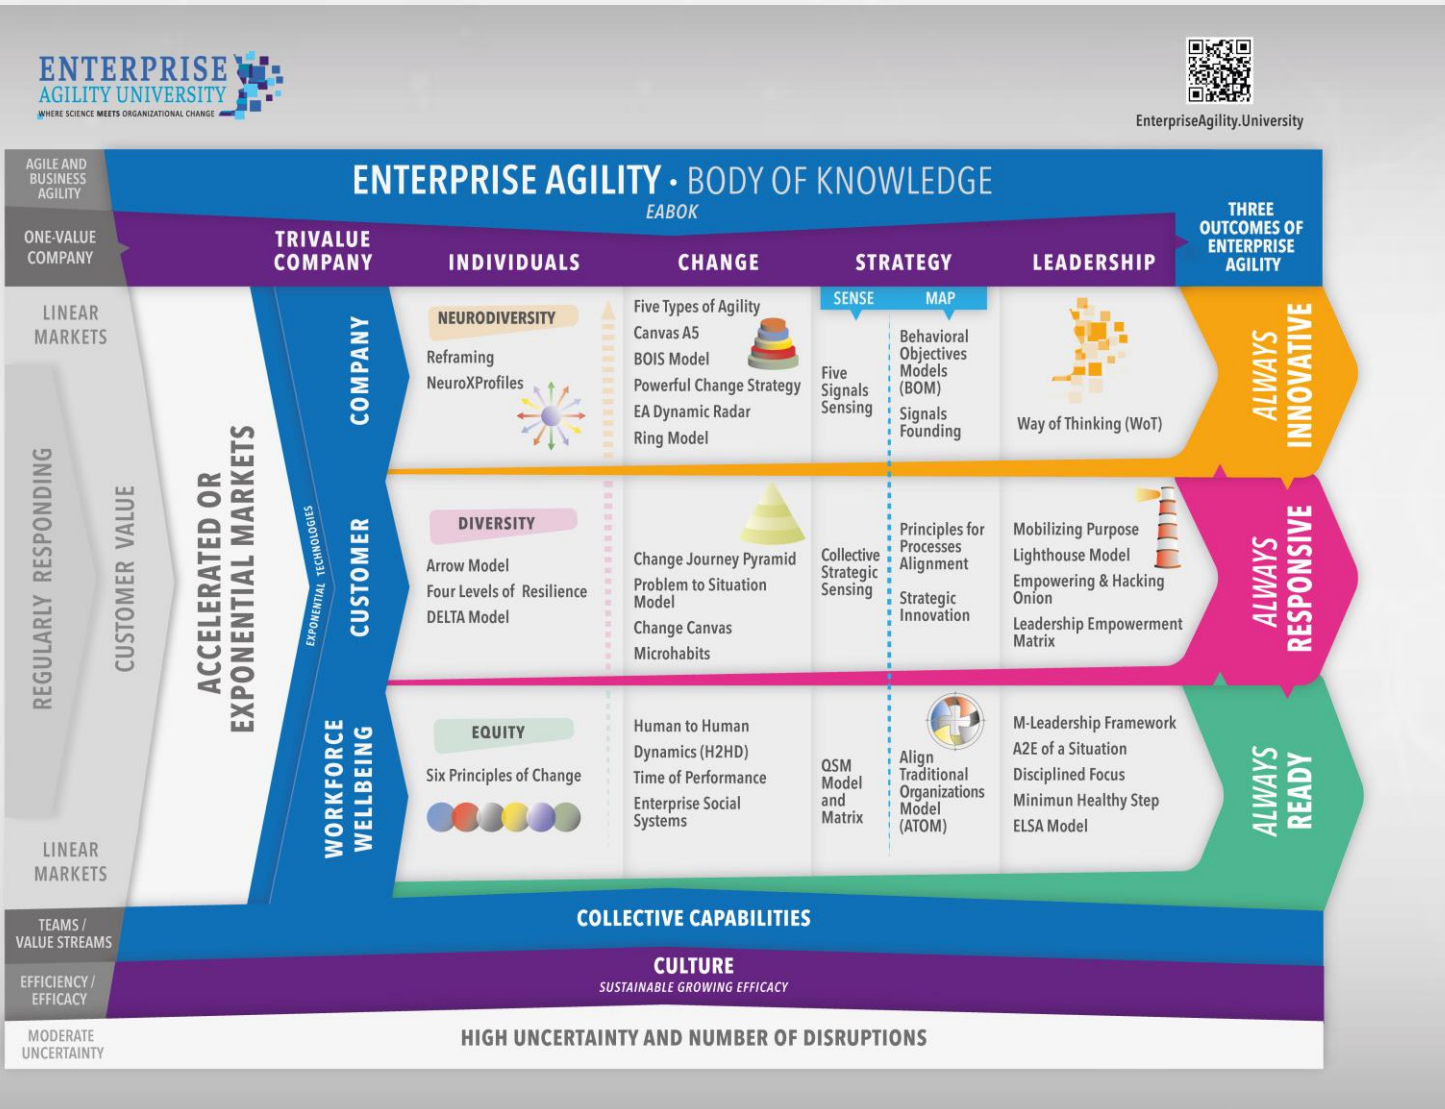 ENTERPRISE
AGILITY UNIVERSITY
WHERE SCIENCE MEETS ORGANIZATIONAL CHANGE
EnterpriseAgility.University
AGILE AND
BUSINESS
AGILITY
ENTERPRISE AGILITY • BODY OF KNOWLEDGE
EABOK
ONE-VALUE
COMPANY
TRIVALUE
COMPANY
INDIVIDUALS
CHANGE
STRATEGY
LEADERSHIP
THREE
OUTCOMES OF
ENTERPRISE
AGILITY
LINEAR
MARKETS
REGULARLY RESPONDING
CUSTOMER VALUE
LINEAR
MARKETS
ACCELERATED OR
EXPONENTIAL MARKETS
EXPONENTIAL TECHNOLOGIES
COMPANY
NEURODIVERSITY
Reframing
NeuroXProfiles
Five Types of Agility
Canvas A5
BOIS Model
Powerful Change Strategy
EA Dynamic Radar
Ring Model
SENSE
MAP
Five
Signals
Sensing
Behavioral
Objectives
Models
(BOM)
Signals
Founding
Way of Thinking (WoT)
ALWAYS
INNOVATIVE
CUSTOMER
DIVERSITY
Arrow Model
Four Levels of Resilience
DELTA Model
Change Journey Pyramid
Problem to Situation
Model
Change Canvas
Microhabits
Collective
Strategic
Sensing
Principles for
Processes
Alignment
Strategic
Innovation
Mobilizing Purpose
Lighthouse Model
Empowering & Hacking
Onion
Leadership Empowerment
Matrix
ALWAYS
RESPONSIVE
WORKFORCE
WELLBEING
EQUITY
Six Principles of Change
Human to Human
Dynamics (H2HD)
Time of Performance
Enterprise Social
Systems
QSM
Model
and
Matrix
Align
Traditional
Organizations
Model
(ATOM)
M-Leadership Framework
A2E of a Situation
Disciplined Focus
Minimun Healthy Step
ELSA Model
ALWAYS
READY
TEAMS /
VALUE STREAMS
COLLECTIVE CAPABILITIES
EFFICIENCY /
EFFICACY
CULTURE
SUSTAINABLE GROWING EFFICACY
MODERATE
UNCERTAINTY
HIGH UNCERTAINTY AND NUMBER OF DISRUPTIONS